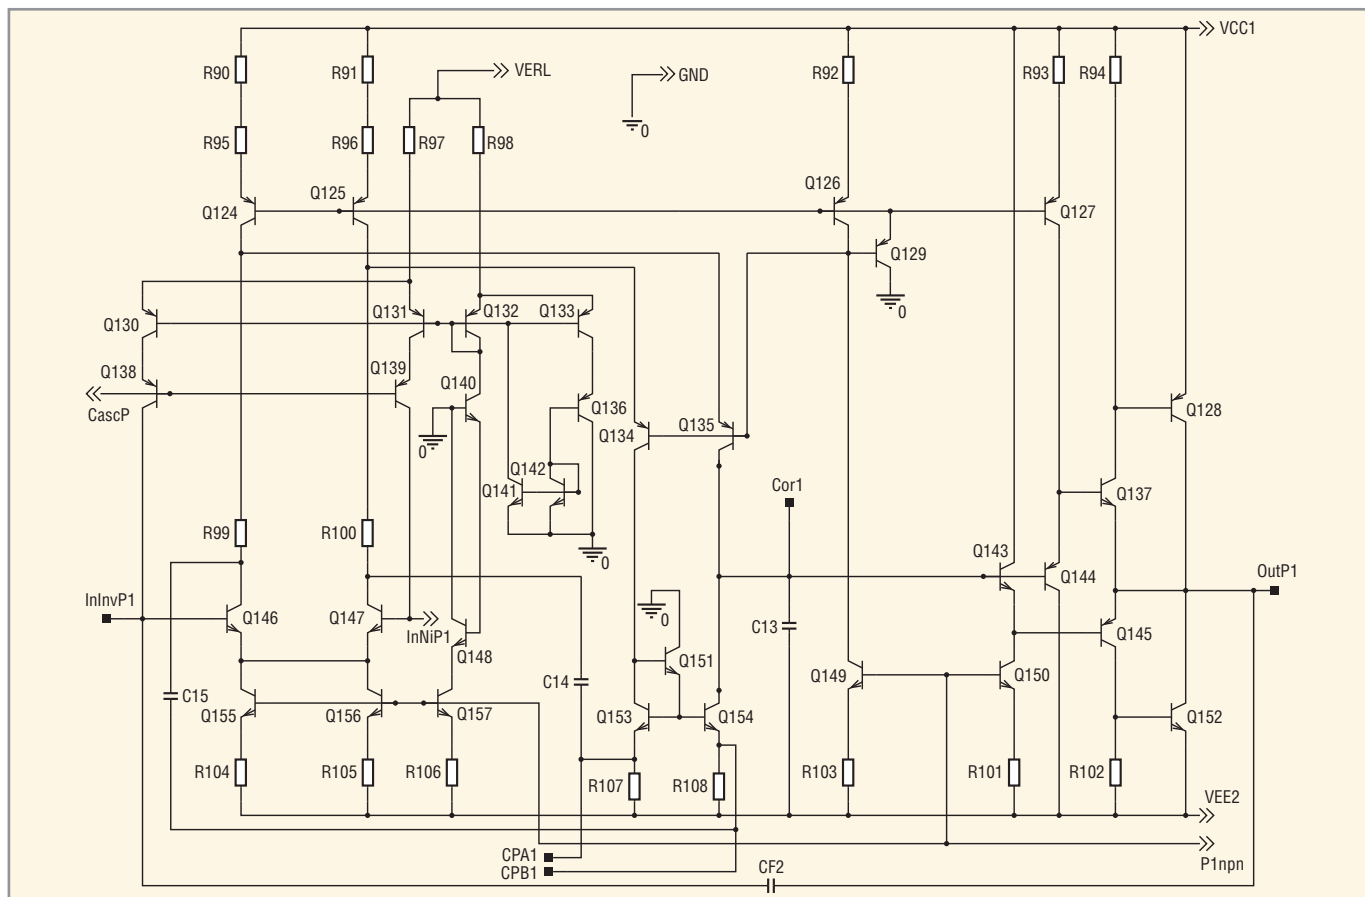 VCC1
R90
R91
VERL
GND
R92
R93
R94
0
R95
R96
R97
R98
Q124
Q125
Q126
Q127
Q129
0
Q130
Q131
Q132
Q133
Q138
Q139
Q140
CascP
0
Q136
Q134
Q135
Q128
Q141
Q142
Cor1
Q137
R99
R100
0
Q143
Q144
OutP1
InInvP1
Q146
Q147
InNiP1
Q148
0
C13
Q145
C15
C14
Q151
Q149
Q150
Q155
Q156
Q157
Q153
Q154
Q152
R104
R105
R106
R107
R108
R103
R101
R102
VEE2
CPA1
CPB1
P1npn
CF2